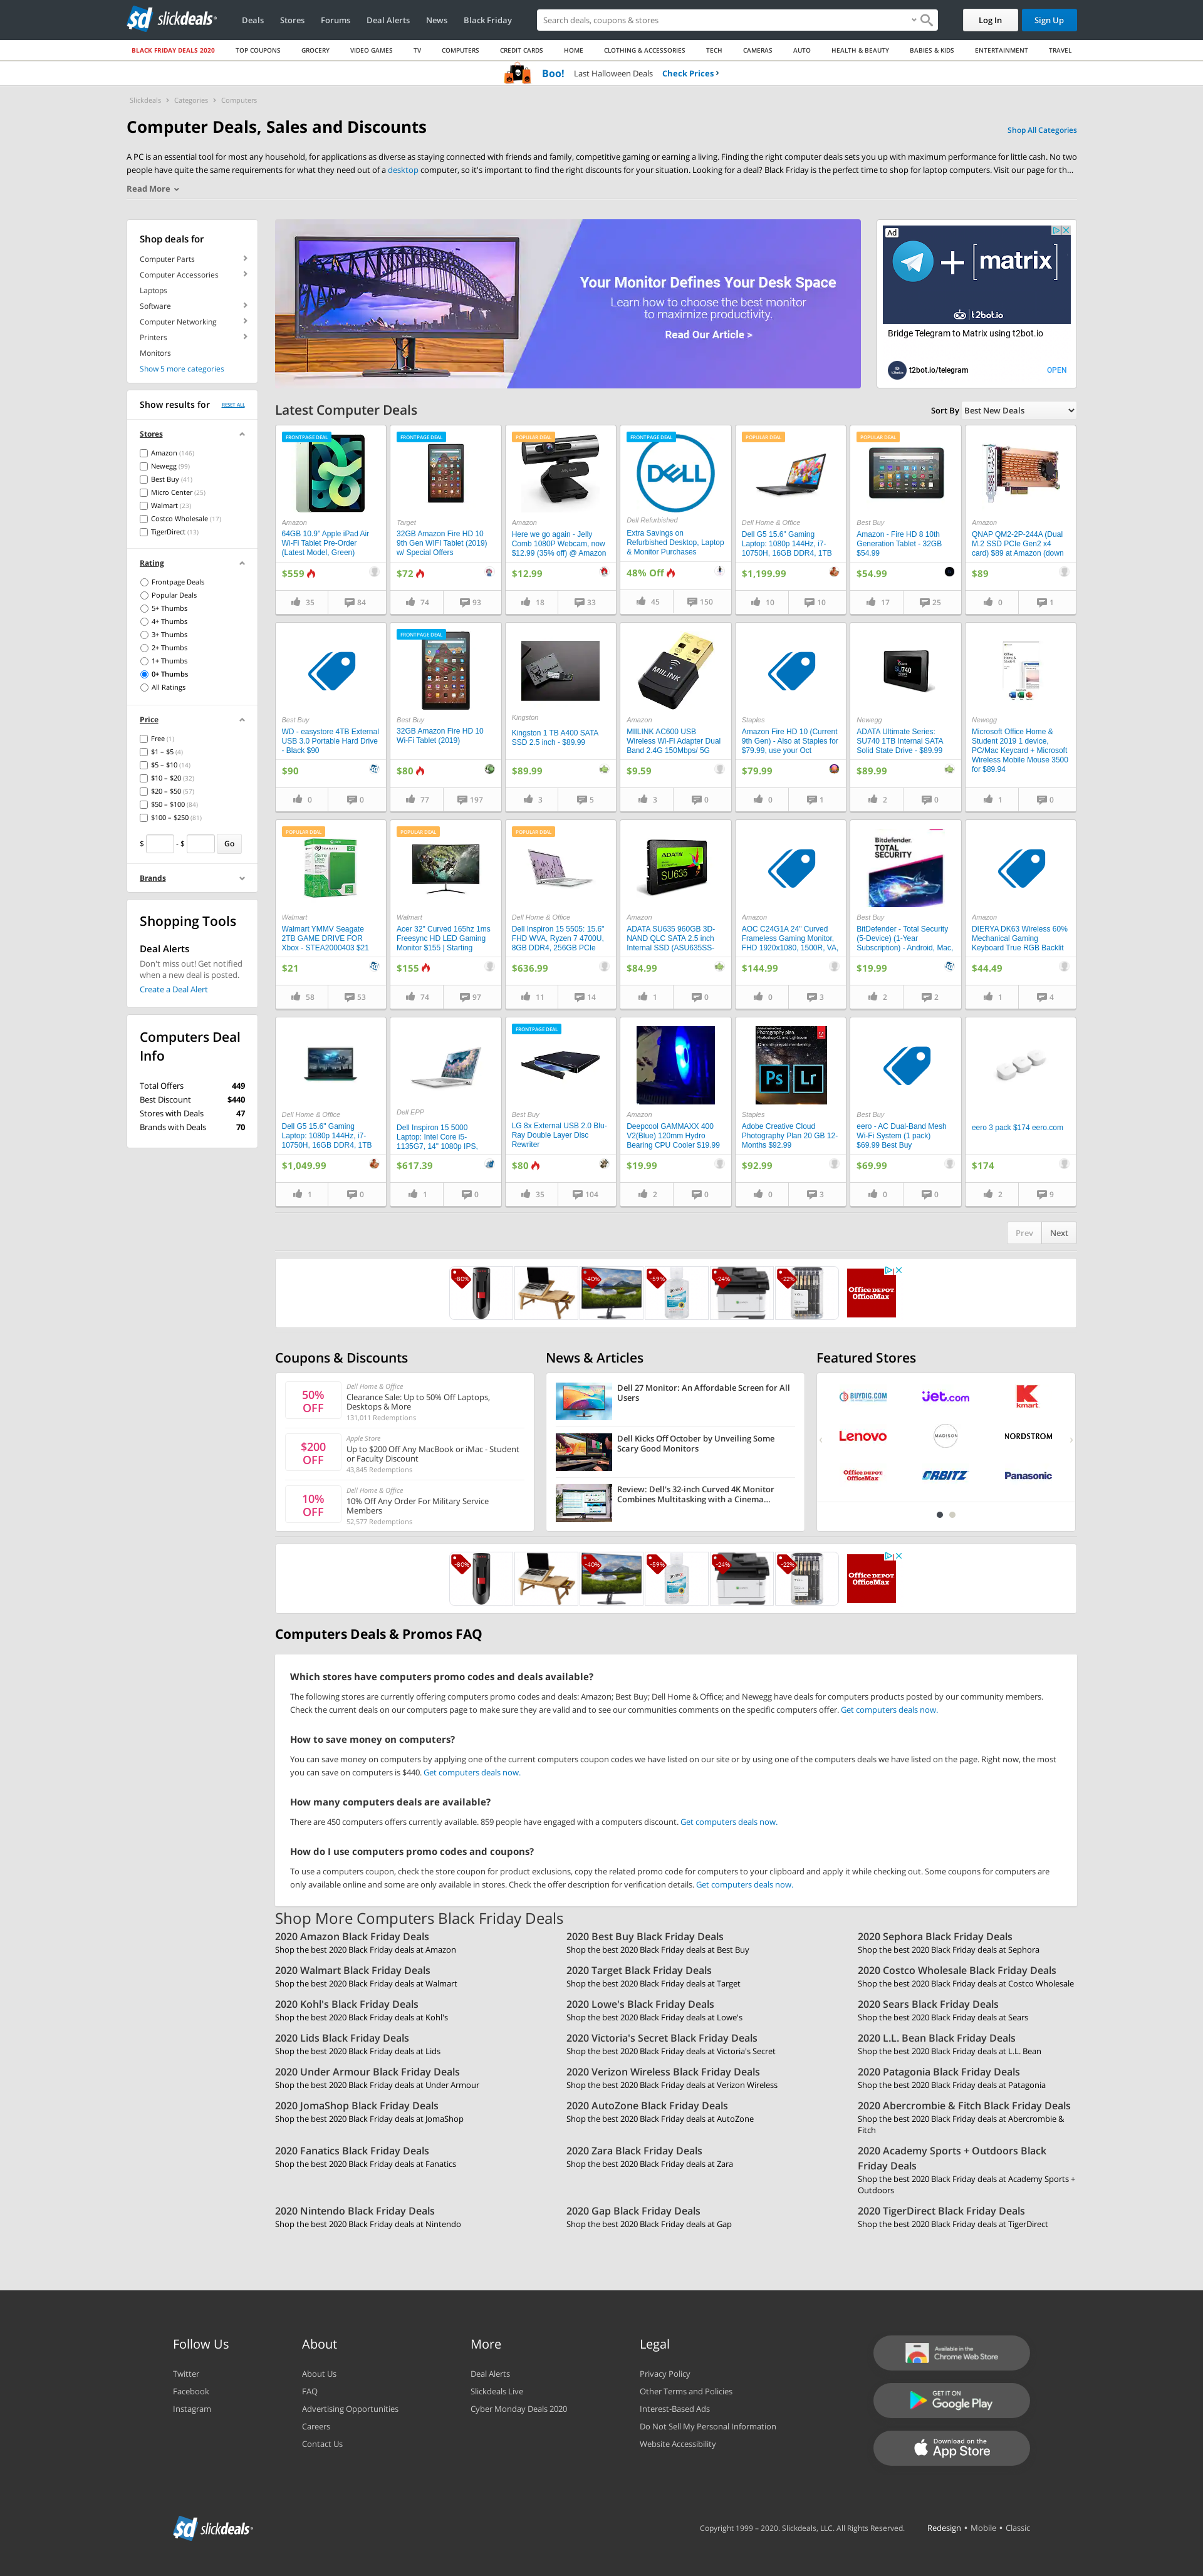 slickdeals
Deals
Stores
Forums
Deal Alerts
News
Black Friday
Search deals, coupons & stores
Log In
Sign Up
BLACK FRIDAY DEALS 2020
TOP COUPONS
GROCERY
VIDEO GAMES
TV
COMPUTERS
CREDIT CARDS
HOME
CLOTHING & ACCESSORIES
TECH
CAMERAS
AUTO
HEALTH & BEAUTY
BABIES & KIDS
ENTERTAINMENT
TRAVEL
Boo! Last Halloween Deals Check Prices
Slickdeals > Categories > Computers
Computer Deals, Sales and Discounts
Shop All Categories
A PC is an essential tool for most any household, for applications as diverse as staying connected with friends and family, competitive gaming or earning a living. Finding the right computer deals sets you up with maximum performance for little cash. No two
people have quite the same requirements for what they need out of a desktop computer, so it's important to find the right discounts for your situation. Looking for a deal? Black Friday is the perfect time to shop for laptop computers. Visit our page for th...
Read More
Shop deals for
Computer Parts
Computer Accessories
Laptops
Software
Computer Networking
Printers
Monitors
Show 5 more categories
Show results for
RESET ALL
Stores
Amazon (146)
Newegg (99)
Best Buy (41)
Micro Center (25)
Walmart (23)
Costco Wholesale (17)
TigerDirect (13)
Rating
Frontpage Deals
Popular Deals
5+ Thumbs
4+ Thumbs
3+ Thumbs
2+ Thumbs
1+ Thumbs
0+ Thumbs
All Ratings
Price
Free (1)
$1 – $5 (4)
$5 – $10 (14)
$10 – $20 (32)
$20 – $50 (57)
$50 – $100 (84)
$100 – $250 (81)
$ - $ Go
Brands
Shopping Tools
Deal Alerts
Don't miss out! Get notified
when a new deal is posted.
Create a Deal Alert
Computers Deal
Info
Total Offers 449
Best Discount $440
Stores with Deals 47
Brands with Deals 70
Your Monitor Defines Your Desk Space
Learn how to choose the best monitor
to maximize productivity.
Read Our Article >
Ad
+ [matrix]
t2bot.io
Bridge Telegram to Matrix using t2bot.io
t2bot.io/telegram
OPEN
Latest Computer Deals
Sort By Best New Deals
FRONTPAGE DEAL
Amazon
64GB 10.9" Apple iPad Air
Wi-Fi Tablet Pre-Order
(Latest Model, Green)
$559
35 84
FRONTPAGE DEAL
Target
32GB Amazon Fire HD 10
9th Gen WIFI Tablet (2019)
w/ Special Offers
$72
74 93
POPULAR DEAL
Amazon
Here we go again - Jelly
Comb 1080P Webcam, now
$12.99 (35% off) @ Amazon
$12.99
18 33
FRONTPAGE DEAL
DELL
Dell Refurbished
Extra Savings on
Refurbished Desktop, Laptop
& Monitor Purchases
48% Off
45 150
POPULAR DEAL
Dell Home & Office
Dell G5 15.6" Gaming
Laptop: 1080p 144Hz, i7-
10750H, 16GB DDR4, 1TB
$1,199.99
10 10
POPULAR DEAL
Best Buy
Amazon - Fire HD 8 10th
Generation Tablet - 32GB
$54.99
$54.99
17 25
Amazon
QNAP QM2-2P-244A (Dual
M.2 SSD PCIe Gen2 x4
card) $89 at Amazon (down
$89
0 1
Best Buy
WD - easystore 4TB External
USB 3.0 Portable Hard Drive
- Black $90
$90
0 0
FRONTPAGE DEAL
Best Buy
32GB Amazon Fire HD 10
Wi-Fi Tablet (2019)
$80
77 197
Kingston
Kingston 1 TB A400 SATA
SSD 2.5 inch - $89.99
$89.99
3 5
MIILINK
Amazon
MIILINK AC600 USB
Wireless Wi-Fi Adapter Dual
Band 2.4G 150Mbps/ 5G
$9.59
3 0
Staples
Amazon Fire HD 10 (Current
9th Gen) - Also at Staples for
$79.99, use your Oct
$79.99
0 1
SU740
Newegg
ADATA Ultimate Series:
SU740 1TB Internal SATA
Solid State Drive - $89.99
$89.99
2 0
Newegg
Microsoft Office Home &
Student 2019 1 device,
PC/Mac Keycard + Microsoft
Wireless Mobile Mouse 3500
for $89.94
1 0
POPULAR DEAL
Walmart
Walmart YMMV Seagate
2TB GAME DRIVE FOR
Xbox - STEA2000403 $21
$21
58 53
POPULAR DEAL
Walmart
Acer 32" Curved 165hz 1ms
Freesync HD LED Gaming
Monitor $155 | Starting
$155
74 97
POPULAR DEAL
Dell Home & Office
Dell Inspiron 15 5505: 15.6"
FHD WVA, Ryzen 7 4700U,
8GB DDR4, 256GB PCIe
$636.99
11 14
ADATA
SU635
Amazon
ADATA SU635 960GB 3D-
NAND QLC SATA 2.5 inch
Internal SSD (ASU635SS-
$84.99
1 0
Amazon
AOC C24G1A 24" Curved
Frameless Gaming Monitor,
FHD 1920x1080, 1500R, VA,
$144.99
0 3
Bitdefender
TOTAL
SECURITY
Best Buy
BitDefender - Total Security
(5-Device) (1-Year
Subscription) - Android, Mac,
$19.99
2 2
Amazon
DIERYA DK63 Wireless 60%
Mechanical Gaming
Keyboard True RGB Backlit
$44.49
1 4
Dell Home & Office
Dell G5 15.6" Gaming
Laptop: 1080p 144Hz, i7-
10750H, 16GB DDR4, 1TB
$1,049.99
1 0
Dell EPP
Dell Inspiron 15 5000
Laptop: Intel Core i5-
1135G7, 14" 1080p IPS,
$617.39
1 0
FRONTPAGE DEAL
Best Buy
LG 8x External USB 2.0 Blu-
Ray Double Layer Disc
Rewriter
$80
35 104
Amazon
Deepcool GAMMAXX 400
V2(Blue) 120mm Hydro
Bearing CPU Cooler $19.99
$19.99
2 0
Photography plan
Ps Lr
Staples
Adobe Creative Cloud
Photography Plan 20 GB 12-
Months $92.99
$92.99
0 3
Best Buy
eero - AC Dual-Band Mesh
Wi-Fi System (1 pack)
$69.99 Best Buy
$69.99
0 0
eero 3 pack $174 eero.com
$174
2 9
Prev Next
-80%
-40%
-59%
-24%
-22%
Office DEPOT
OfficeMax
Coupons & Discounts
50%
OFF
Dell Home & Office
Clearance Sale: Up to 50% Off Laptops,
Desktops & More
131,011 Redemptions
$200
OFF
Apple Store
Up to $200 Off Any MacBook or iMac - Student
or Faculty Discount
43,845 Redemptions
10%
OFF
Dell Home & Office
10% Off Any Order For Military Service
Members
52,577 Redemptions
News & Articles
Dell 27 Monitor: An Affordable Screen for All
Users
Dell Kicks Off October by Unveiling Some
Scary Good Monitors
Review: Dell's 32-inch Curved 4K Monitor
Combines Multitasking with a Cinema...
Featured Stores
BUYDIG.COM
Jet.com
kmart
Lenovo
MADISON
NORDSTROM
Office DEPOT
OfficeMax
ORBITZ
Panasonic
-80%
-40%
-59%
-24%
-22%
Office DEPOT
OfficeMax
Computers Deals & Promos FAQ
Which stores have computers promo codes and deals available?
The following stores are currently offering computers promo codes and deals: Amazon; Best Buy; Dell Home & Office; and Newegg have deals for computers products posted by our community members.
Check the current deals on our computers page to make sure they are valid and to see our communities comments on the specific computers offer. Get computers deals now.
How to save money on computers?
You can save money on computers by applying one of the current computers coupon codes we have listed on our site or by using one of the computers deals we have listed on the page. Right now, the most
you can save on computers is $440. Get computers deals now.
How many computers deals are available?
There are 450 computers offers currently available. 859 people have engaged with a computers discount. Get computers deals now.
How do I use computers promo codes and coupons?
To use a computers coupon, check the store coupon for product exclusions, copy the related promo code for computers to your clipboard and apply it while checking out. Some coupons for computers are
only available online and some are only available in stores. Check the offer description for verification details. Get computers deals now.
Shop More Computers Black Friday Deals
2020 Amazon Black Friday Deals
Shop the best 2020 Black Friday deals at Amazon
2020 Best Buy Black Friday Deals
Shop the best 2020 Black Friday deals at Best Buy
2020 Sephora Black Friday Deals
Shop the best 2020 Black Friday deals at Sephora
2020 Walmart Black Friday Deals
Shop the best 2020 Black Friday deals at Walmart
2020 Target Black Friday Deals
Shop the best 2020 Black Friday deals at Target
2020 Costco Wholesale Black Friday Deals
Shop the best 2020 Black Friday deals at Costco Wholesale
2020 Kohl's Black Friday Deals
Shop the best 2020 Black Friday deals at Kohl's
2020 Lowe's Black Friday Deals
Shop the best 2020 Black Friday deals at Lowe's
2020 Sears Black Friday Deals
Shop the best 2020 Black Friday deals at Sears
2020 Lids Black Friday Deals
Shop the best 2020 Black Friday deals at Lids
2020 Victoria's Secret Black Friday Deals
Shop the best 2020 Black Friday deals at Victoria's Secret
2020 L.L. Bean Black Friday Deals
Shop the best 2020 Black Friday deals at L.L. Bean
2020 Under Armour Black Friday Deals
Shop the best 2020 Black Friday deals at Under Armour
2020 Verizon Wireless Black Friday Deals
Shop the best 2020 Black Friday deals at Verizon Wireless
2020 Patagonia Black Friday Deals
Shop the best 2020 Black Friday deals at Patagonia
2020 JomaShop Black Friday Deals
Shop the best 2020 Black Friday deals at JomaShop
2020 AutoZone Black Friday Deals
Shop the best 2020 Black Friday deals at AutoZone
2020 Abercrombie & Fitch Black Friday Deals
Shop the best 2020 Black Friday deals at Abercrombie &
Fitch
2020 Fanatics Black Friday Deals
Shop the best 2020 Black Friday deals at Fanatics
2020 Zara Black Friday Deals
Shop the best 2020 Black Friday deals at Zara
2020 Academy Sports + Outdoors Black
Friday Deals
Shop the best 2020 Black Friday deals at Academy Sports +
Outdoors
2020 Nintendo Black Friday Deals
Shop the best 2020 Black Friday deals at Nintendo
2020 Gap Black Friday Deals
Shop the best 2020 Black Friday deals at Gap
2020 TigerDirect Black Friday Deals
Shop the best 2020 Black Friday deals at TigerDirect
Follow Us
Twitter
Facebook
Instagram
About
About Us
FAQ
Advertising Opportunities
Careers
Contact Us
More
Deal Alerts
Slickdeals Live
Cyber Monday Deals 2020
Legal
Privacy Policy
Other Terms and Policies
Interest-Based Ads
Do Not Sell My Personal Information
Website Accessibility
Available in the
Chrome Web Store
GET IT ON
Google Play
Download on the
App Store
slickdeals
Copyright 1999 – 2020. Slickdeals, LLC. All Rights Reserved.
Redesign • Mobile • Classic